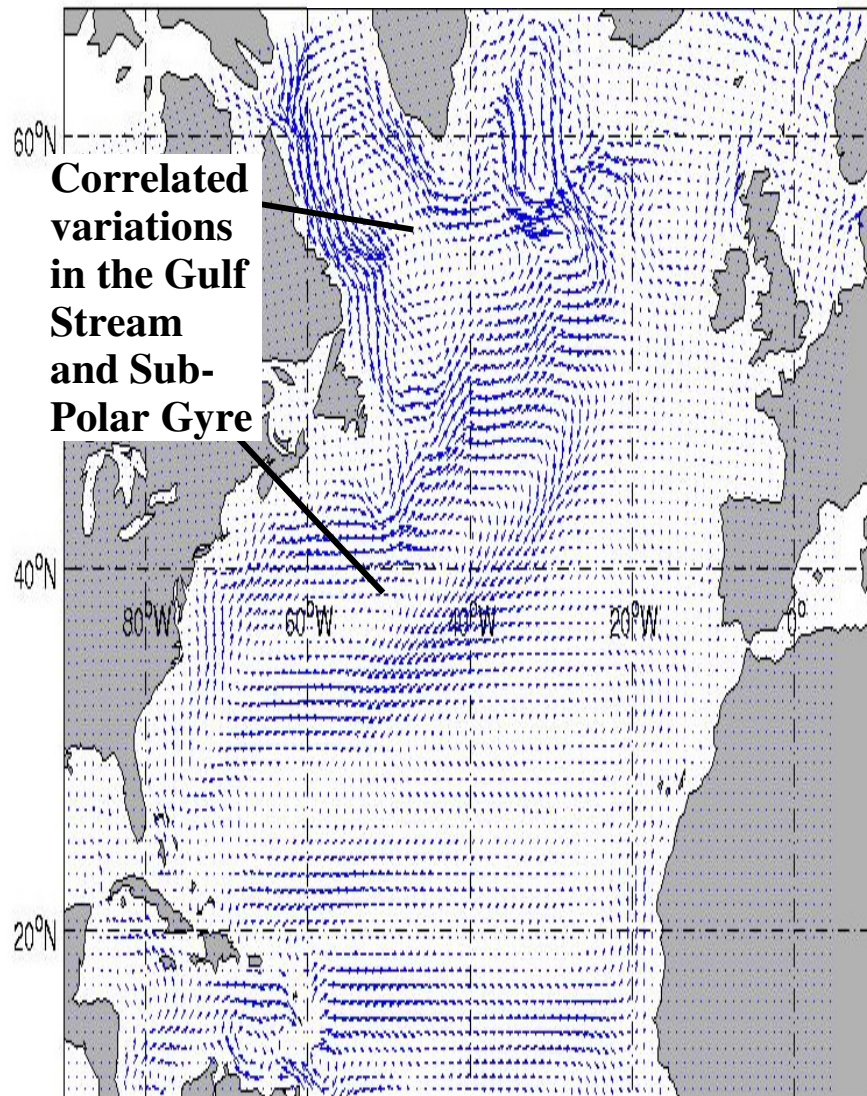 60°N
Correlated
variations
in the Gulf
Stream
and Sub-
Polar Gyre
40°N
80°W 60°W 40°W 20°W 0°
20°N